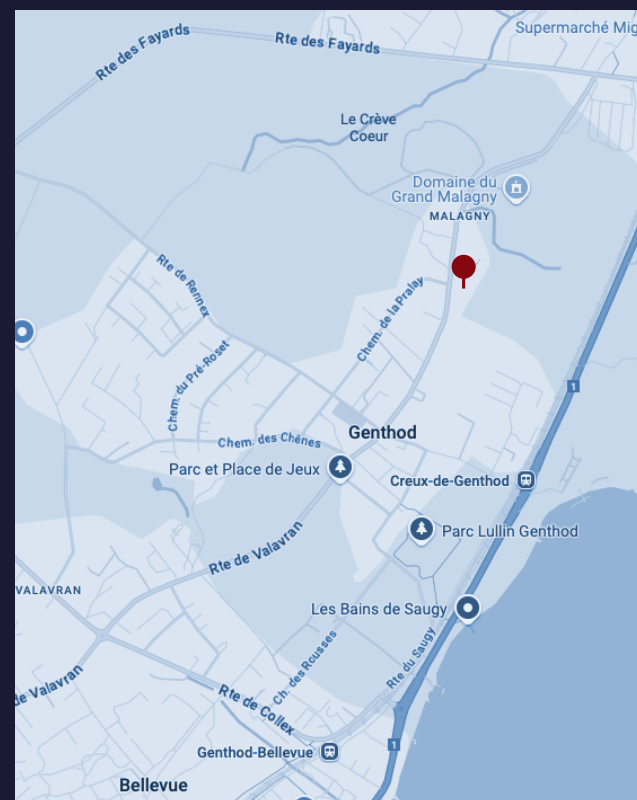 Rte des Fayards
Rte des Fayards
Supermarché Mig
Le Crève
Coeur
Domaine du
Grand Malagny
MALAGNY
Rte de Rennex
Chem. de la Pralay
Chem. du Pré-Roset
1
Chem. des Chênes
Genthod
Parc et Place de Jeux
Creux-de-Genthod
Parc Lullin Genthod
Rte de Valavran
VALAVRAN
Les Bains de Saugy
Ch. des Rousses
Rte du Saugy
de Valavran
Rte de Collex
1
Genthod-Bellevue
Bellevue